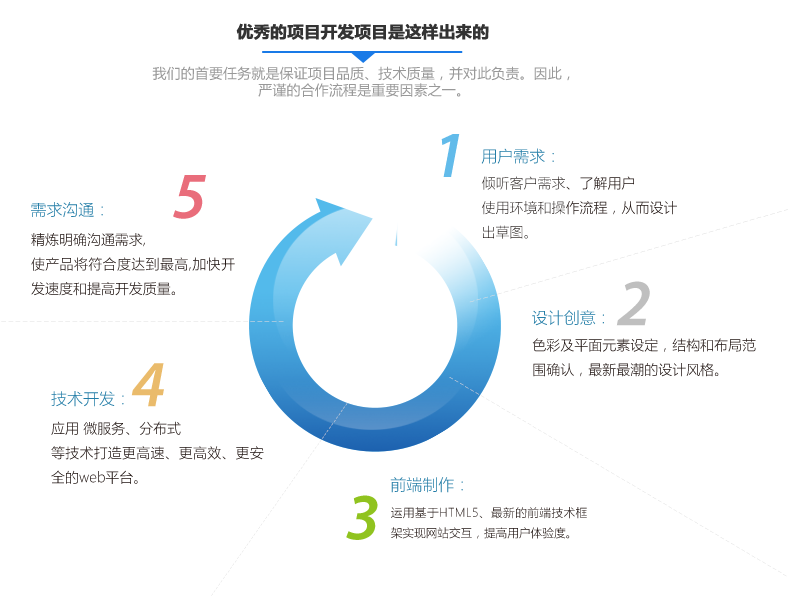 优秀的项目开发项目是这样出来的
我们的首要任务就是保证项目品质、技术质量，并对此负责。因此，
严谨的合作流程是重要因素之一。
1
用户需求：
倾听客户需求、了解用户
使用环境和操作流程，从而设计
出草图。
2
设计创意：
色彩及平面元素设定，结构和布局范
围确认，最新最潮的设计风格。
3
前端制作：
运用基于HTML5、最新的前端技术框
架实现网站交互，提高用户体验度。
4
技术开发：
应用 微服务、分布式
等技术打造更高速、更高效、更安
全的web平台。
5
需求沟通：
精炼明确沟通需求,
使产品将符合度达到最高,加快开
发速度和提高开发质量。